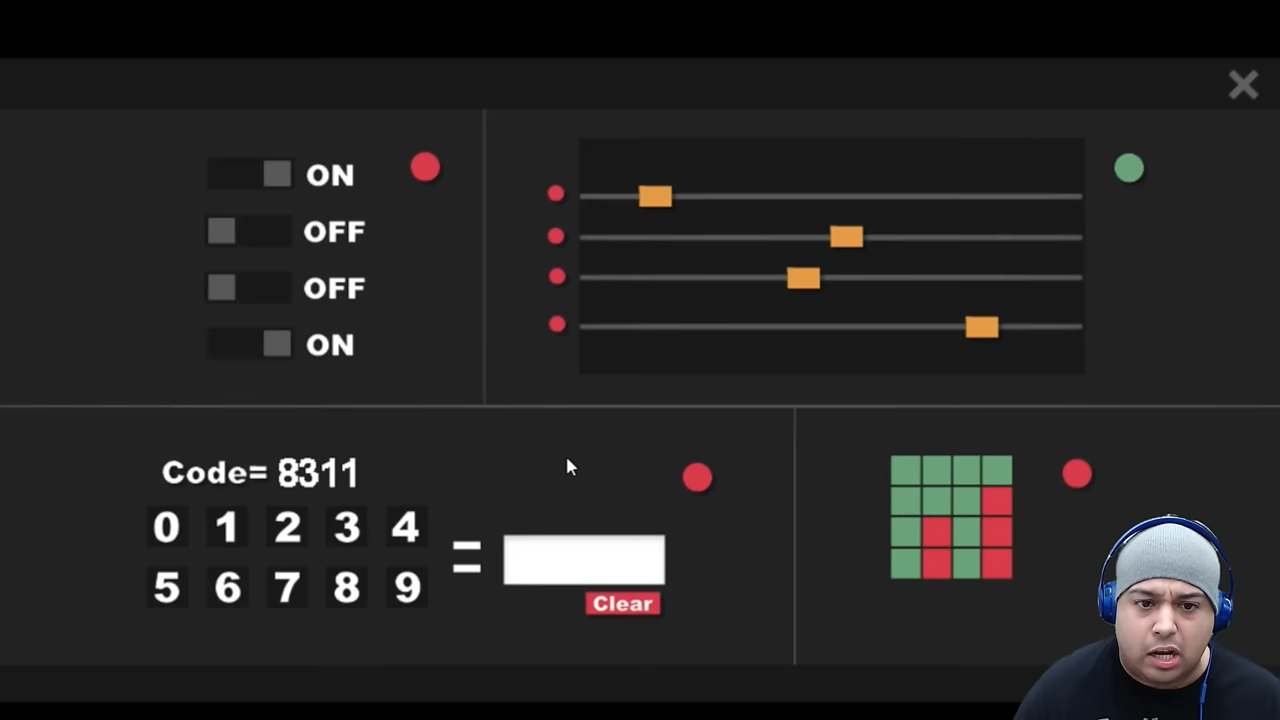 ON
OFF
OFF
ON
Code= 8311
0 1 2 3 4
5 6 7 8 9
=
Clear